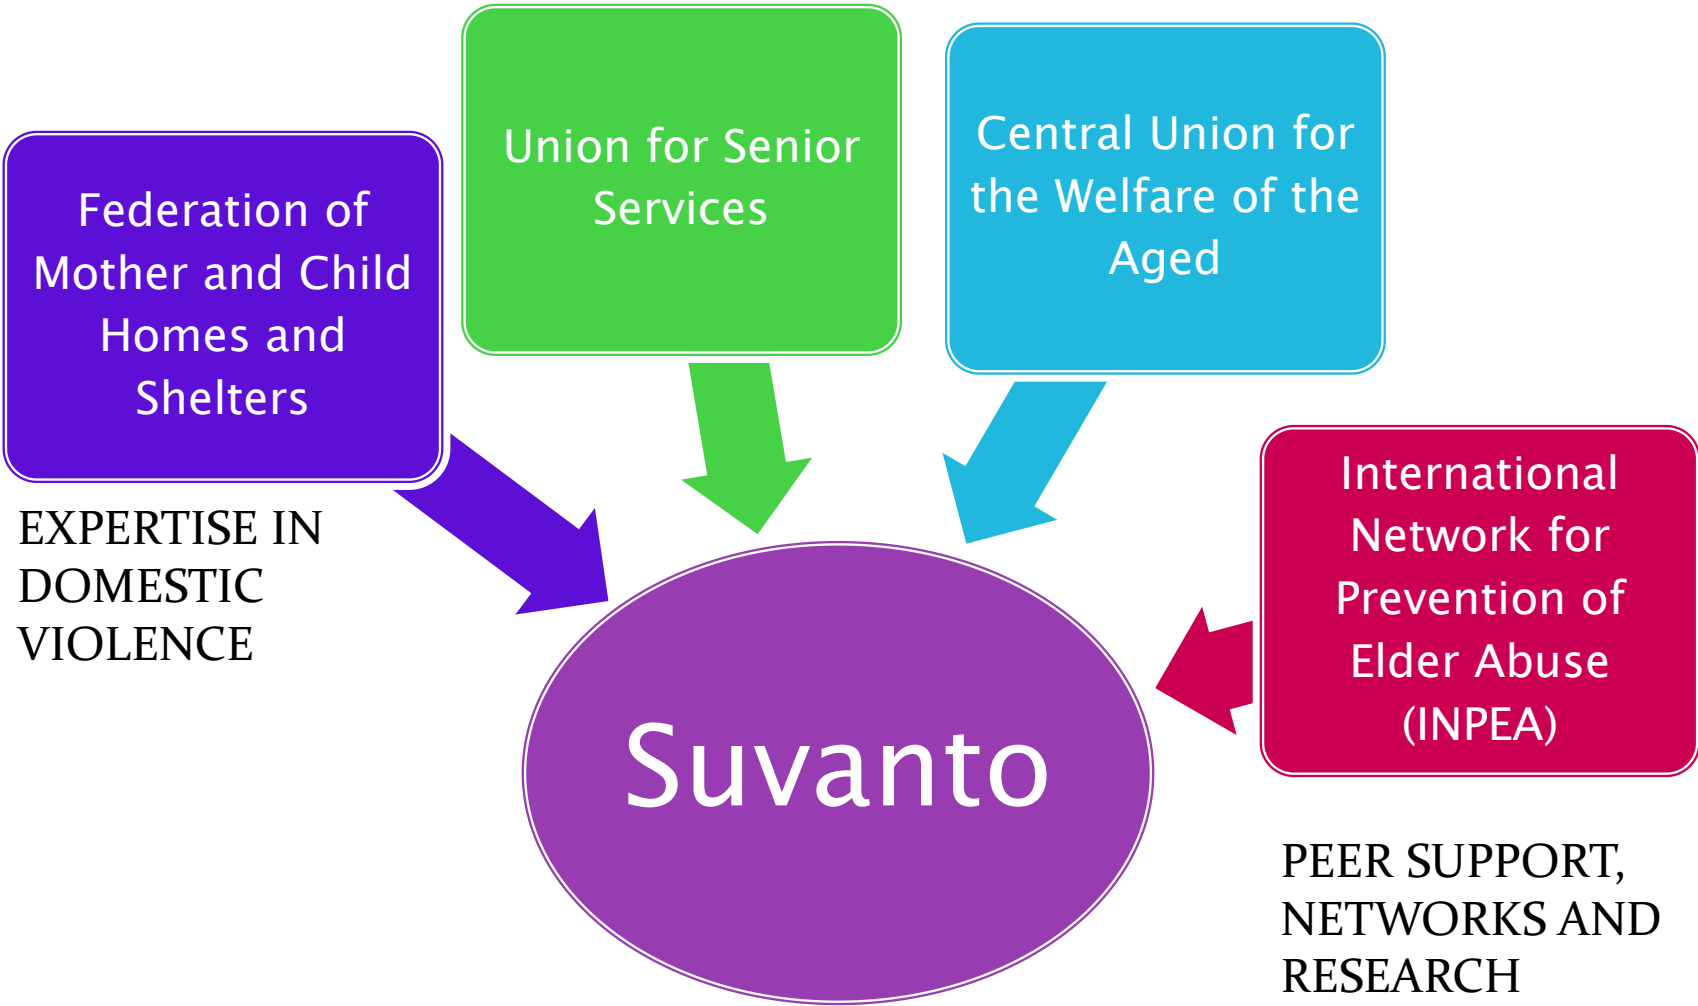 Federation of
Mother and Child
Homes and
Shelters
EXPERTISE IN
DOMESTIC
VIOLENCE
Union for Senior
Services
Central Union for
the Welfare of the
Aged
International
Network for
Prevention of
Elder Abuse
(INPEA)
PEER SUPPORT,
NETWORKS AND
RESEARCH
Suvanto